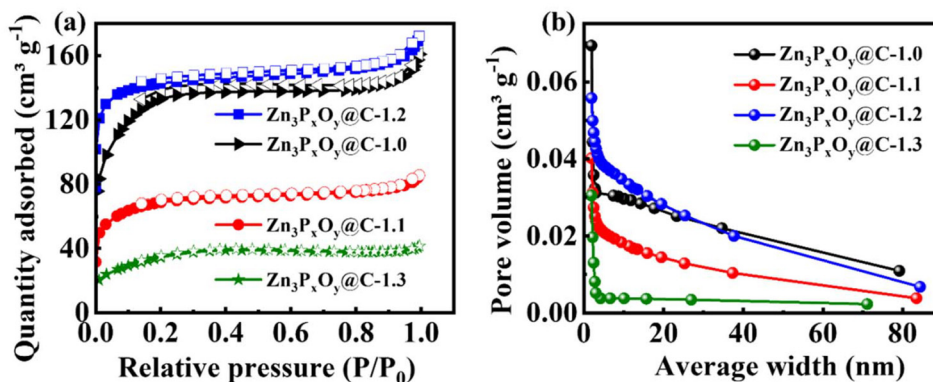 (a)
Quantity adsorbed (cm³ g⁻¹)
160
120
80
40
0
Zn₃PₓOᵧ@C-1.2
Zn₃PₓOᵧ@C-1.0
Zn₃PₓOᵧ@C-1.1
Zn₃PₓOᵧ@C-1.3
0.0 0.2 0.4 0.6 0.8 1.0
Relative pressure (P/P₀)
(b)
Pore volume (cm³ g⁻¹)
0.06
0.04
0.02
0.00
Zn₃PₓOᵧ@C-1.0
Zn₃PₓOᵧ@C-1.1
Zn₃PₓOᵧ@C-1.2
Zn₃PₓOᵧ@C-1.3
0 20 40 60 80
Average width (nm)